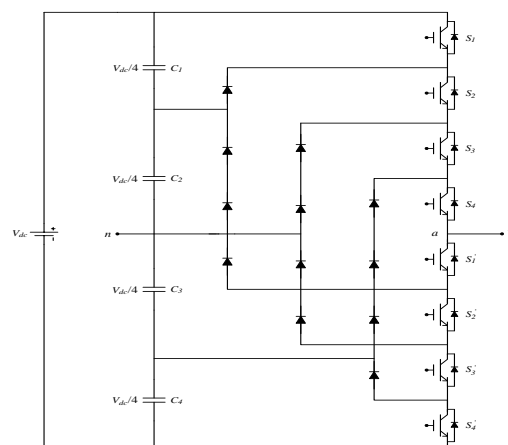 S1
Vdc/4 C1
S2
S3
Vdc/4 C2
S4
Vdc n a
S1'
Vdc/4 C3
S2'
S3'
Vdc/4 C4
S4'